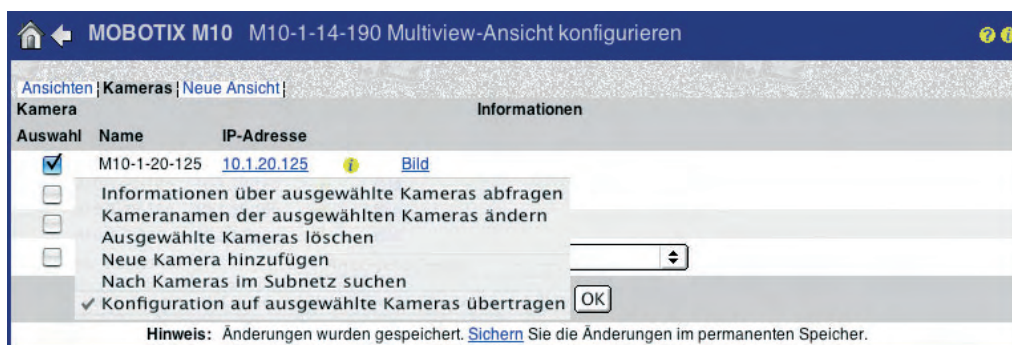 MOBOTIX M10 M10-1-14-190 Multiview-Ansicht konfigurieren
Ansichten | Kameras | Neue Ansicht |
Kamera Informationen
Auswahl Name IP-Adresse
M10-1-20-125 10.1.20.125 i Bild
Informationen über ausgewählte Kameras abfragen
Kameranamen der ausgewählten Kameras ändern
Ausgewählte Kameras löschen
Neue Kamera hinzufügen
Nach Kameras im Subnetz suchen
✓ Konfiguration auf ausgewählte Kameras übertragen OK
Hinweis: Änderungen wurden gespeichert. Sichern Sie die Änderungen im permanenten Speicher.